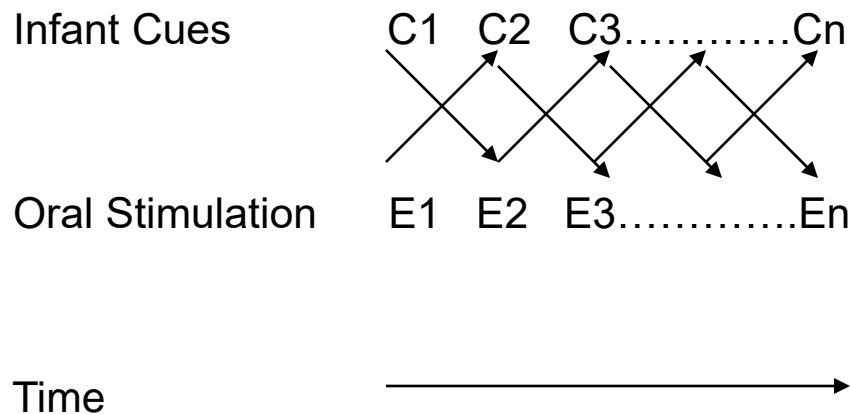 Infant Cues C1 C2 C3…………Cn
Oral Stimulation E1 E2 E3………….En
Time